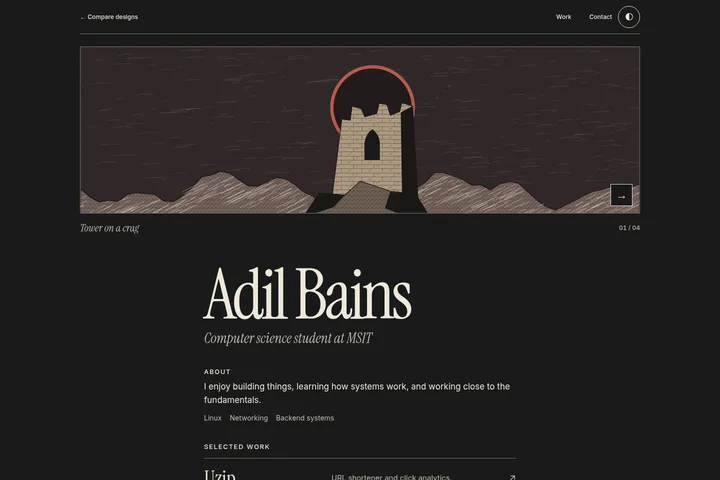 ← Compare designs
Work
Contact
→
Tower on a crag
01 / 04
Adil Bains
Computer science student at MSIT
ABOUT
I enjoy building things, learning how systems work, and working close to the
fundamentals.
Linux Networking Backend systems
SELECTED WORK
Uzip URL shortener and click analytics. ↗